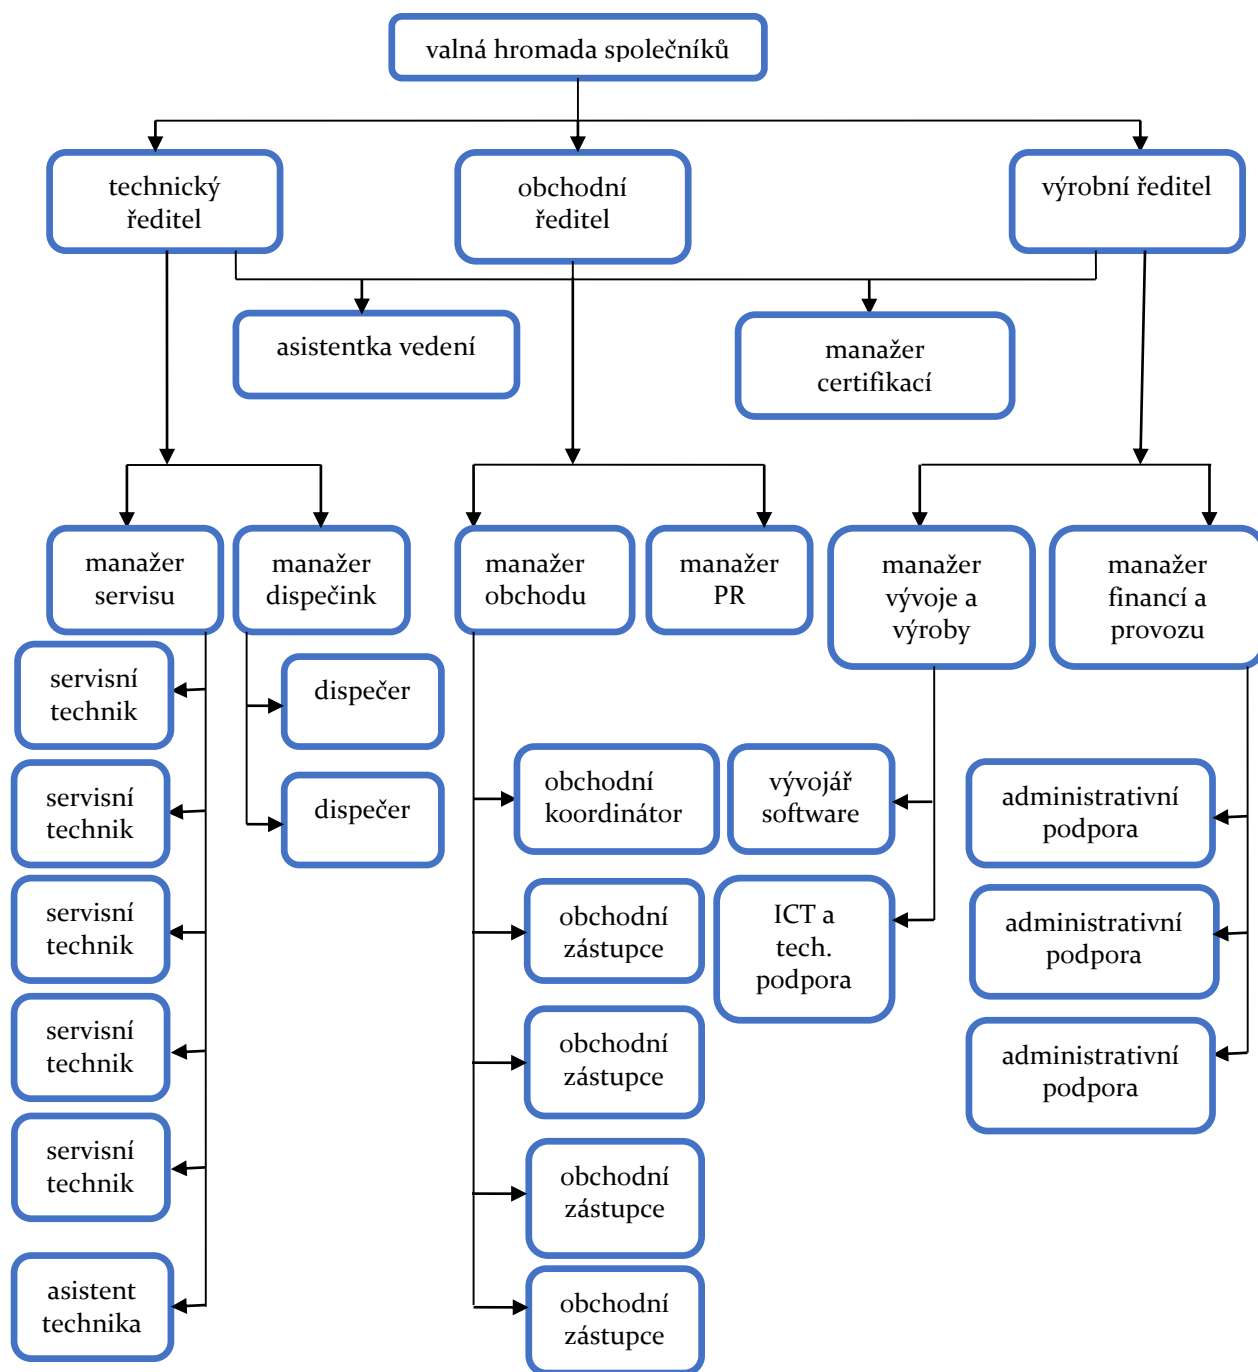 valná hromada společníků
technický
ředitel
obchodní
ředitel
výrobní ředitel
asistentka vedení
manažer
certifikací
manažer
servisu
manažer
dispečink
manažer
obchodu
manažer
PR
manažer
vývoje a
výroby
manažer
financí a
provozu
servisní
technik
servisní
technik
servisní
technik
servisní
technik
servisní
technik
asistent
technika
dispečer
dispečer
obchodní
koordinátor
obchodní
zástupce
obchodní
zástupce
obchodní
zástupce
obchodní
zástupce
vývojář
software
ICT a
tech.
podpora
administrativní
podpora
administrativní
podpora
administrativní
podpora